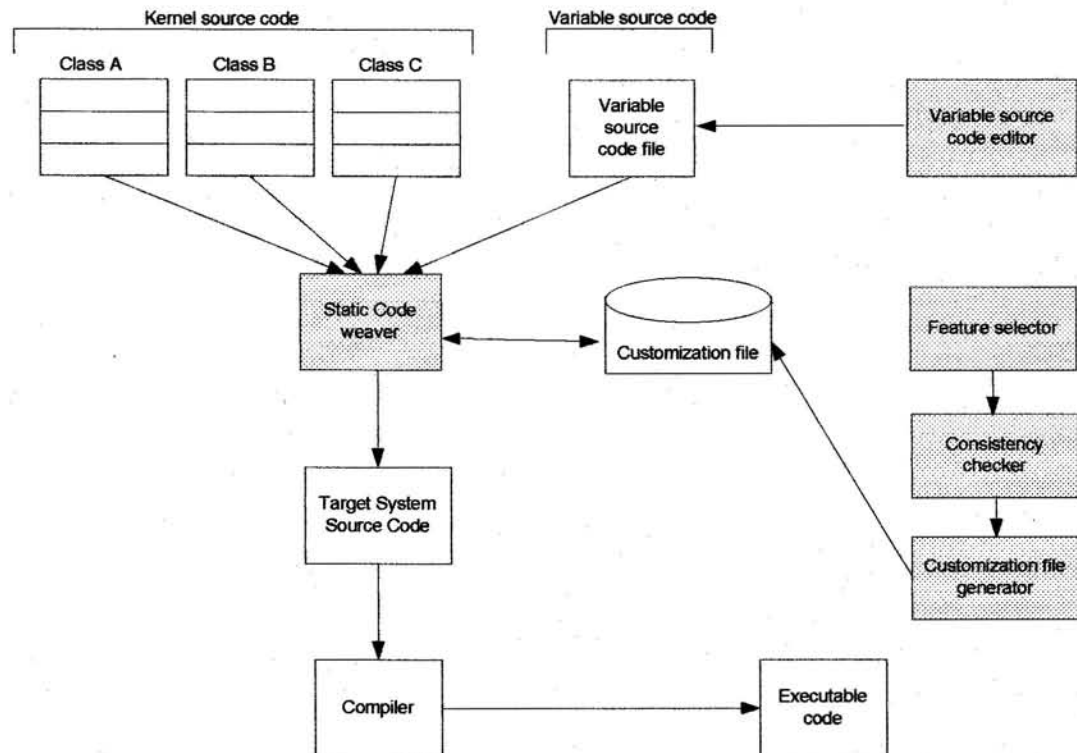 Kernel source code
Variable source code
Class A
Class B
Class C
Variable
source
code file
Variable source
code editor
Static Code
weaver
Customization file
Feature selector
Consistency
checker
Target System
Source Code
Customization file
generator
Compiler
Executable
code